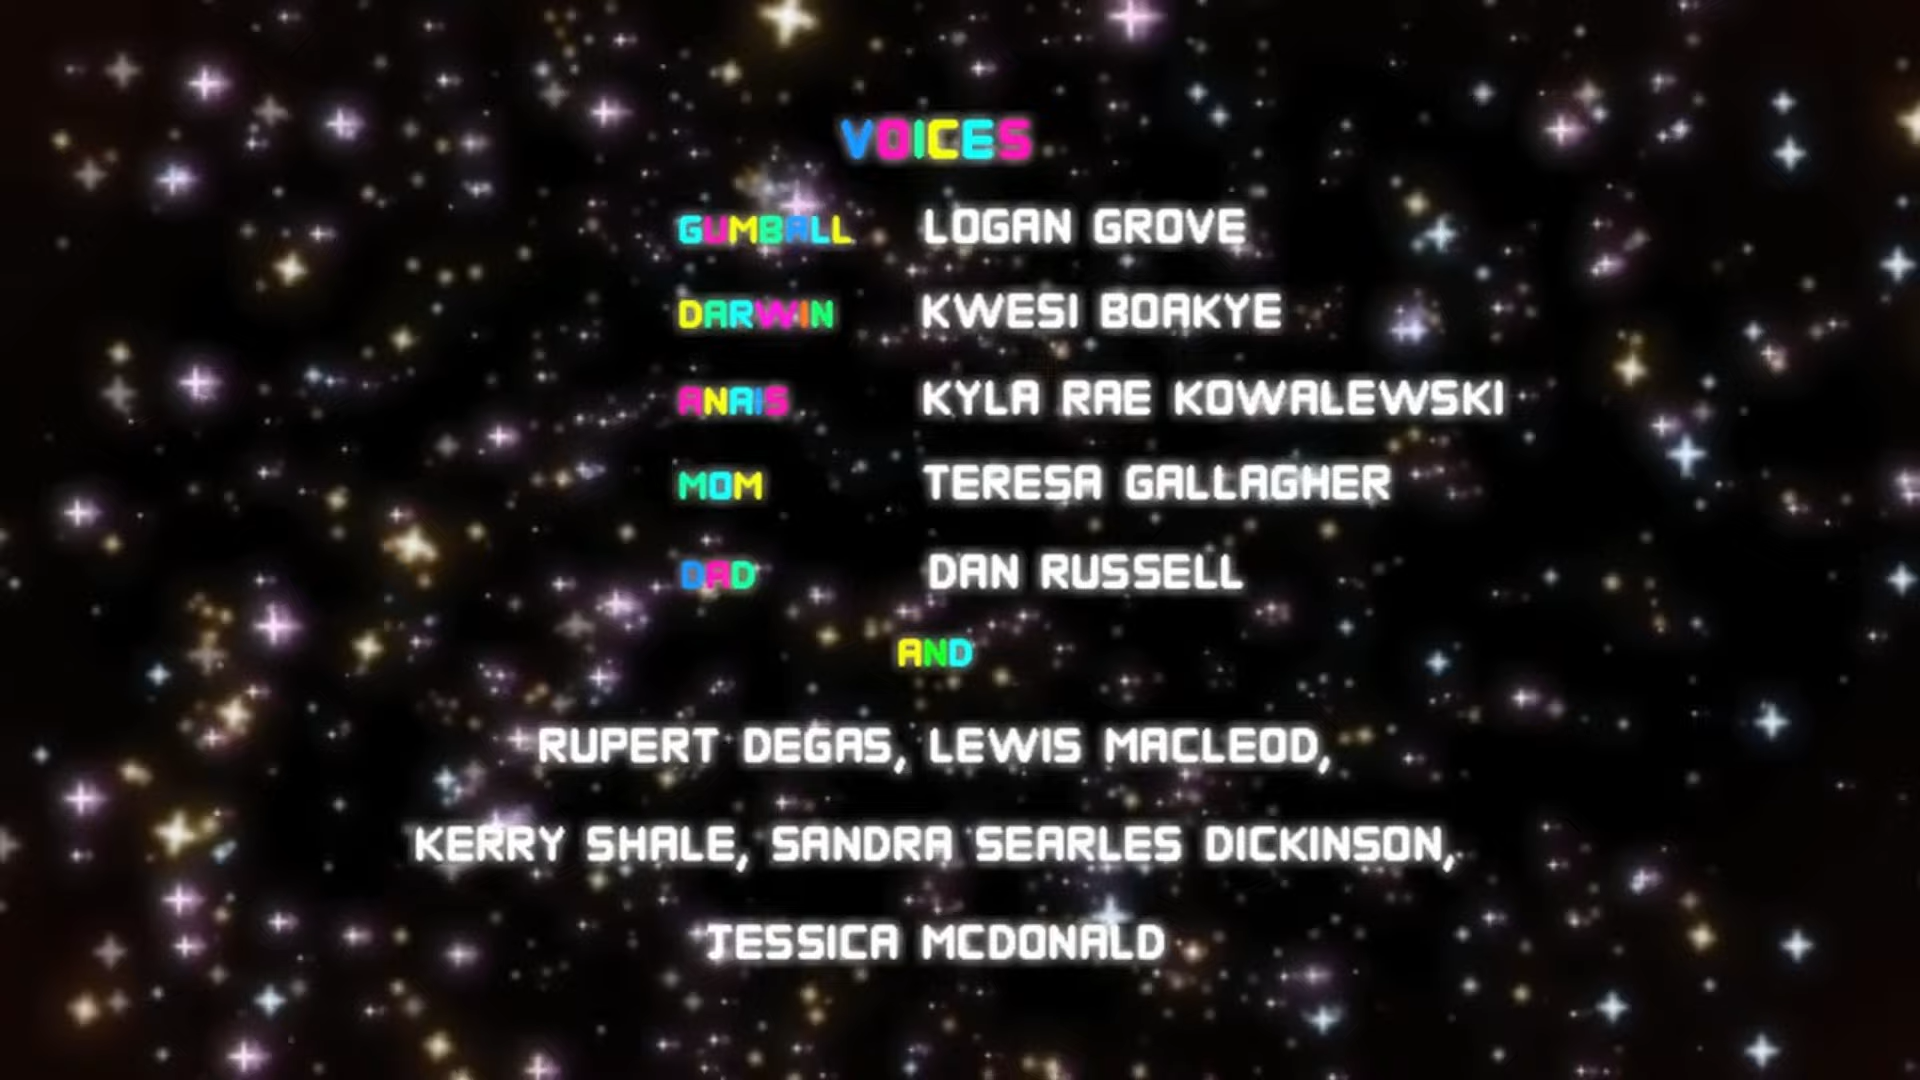 VOICES
GUMBALL LOGAN GROVE
DARWIN KWESI BOAKYE
ANAIS KYLA RAE KOWALEWSKI
MOM TERESA GALLAGHER
DAD DAN RUSSELL
AND
RUPERT DEGAS, LEWIS MACLEOD,
KERRY SHALE, SANDRA SEARLES DICKINSON,
JESSICA MCDONALD